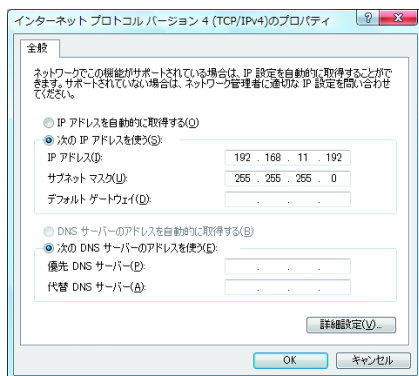 インターネット プロトコル バージョン 4 (TCP/IPv4)のプロパティ
全般
ネットワークでこの機能がサポートされている場合は、IP 設定を自動的に取得することがで
きます。サポートされていない場合は、ネットワーク管理者に適切な IP 設定を問い合わせ
てください。
IP アドレスを自動的に取得する(O)
次の IP アドレスを使う(S):
IP アドレス(I): 192 . 168 . 11 . 192
サブネット マスク(U): 255 . 255 . 255 . 0
デフォルト ゲートウェイ(D): . . .
DNS サーバーのアドレスを自動的に取得する(B)
次の DNS サーバーのアドレスを使う(E):
優先 DNS サーバー(P): . . .
代替 DNS サーバー(A): . . .
詳細設定(V)...
OK キャンセル